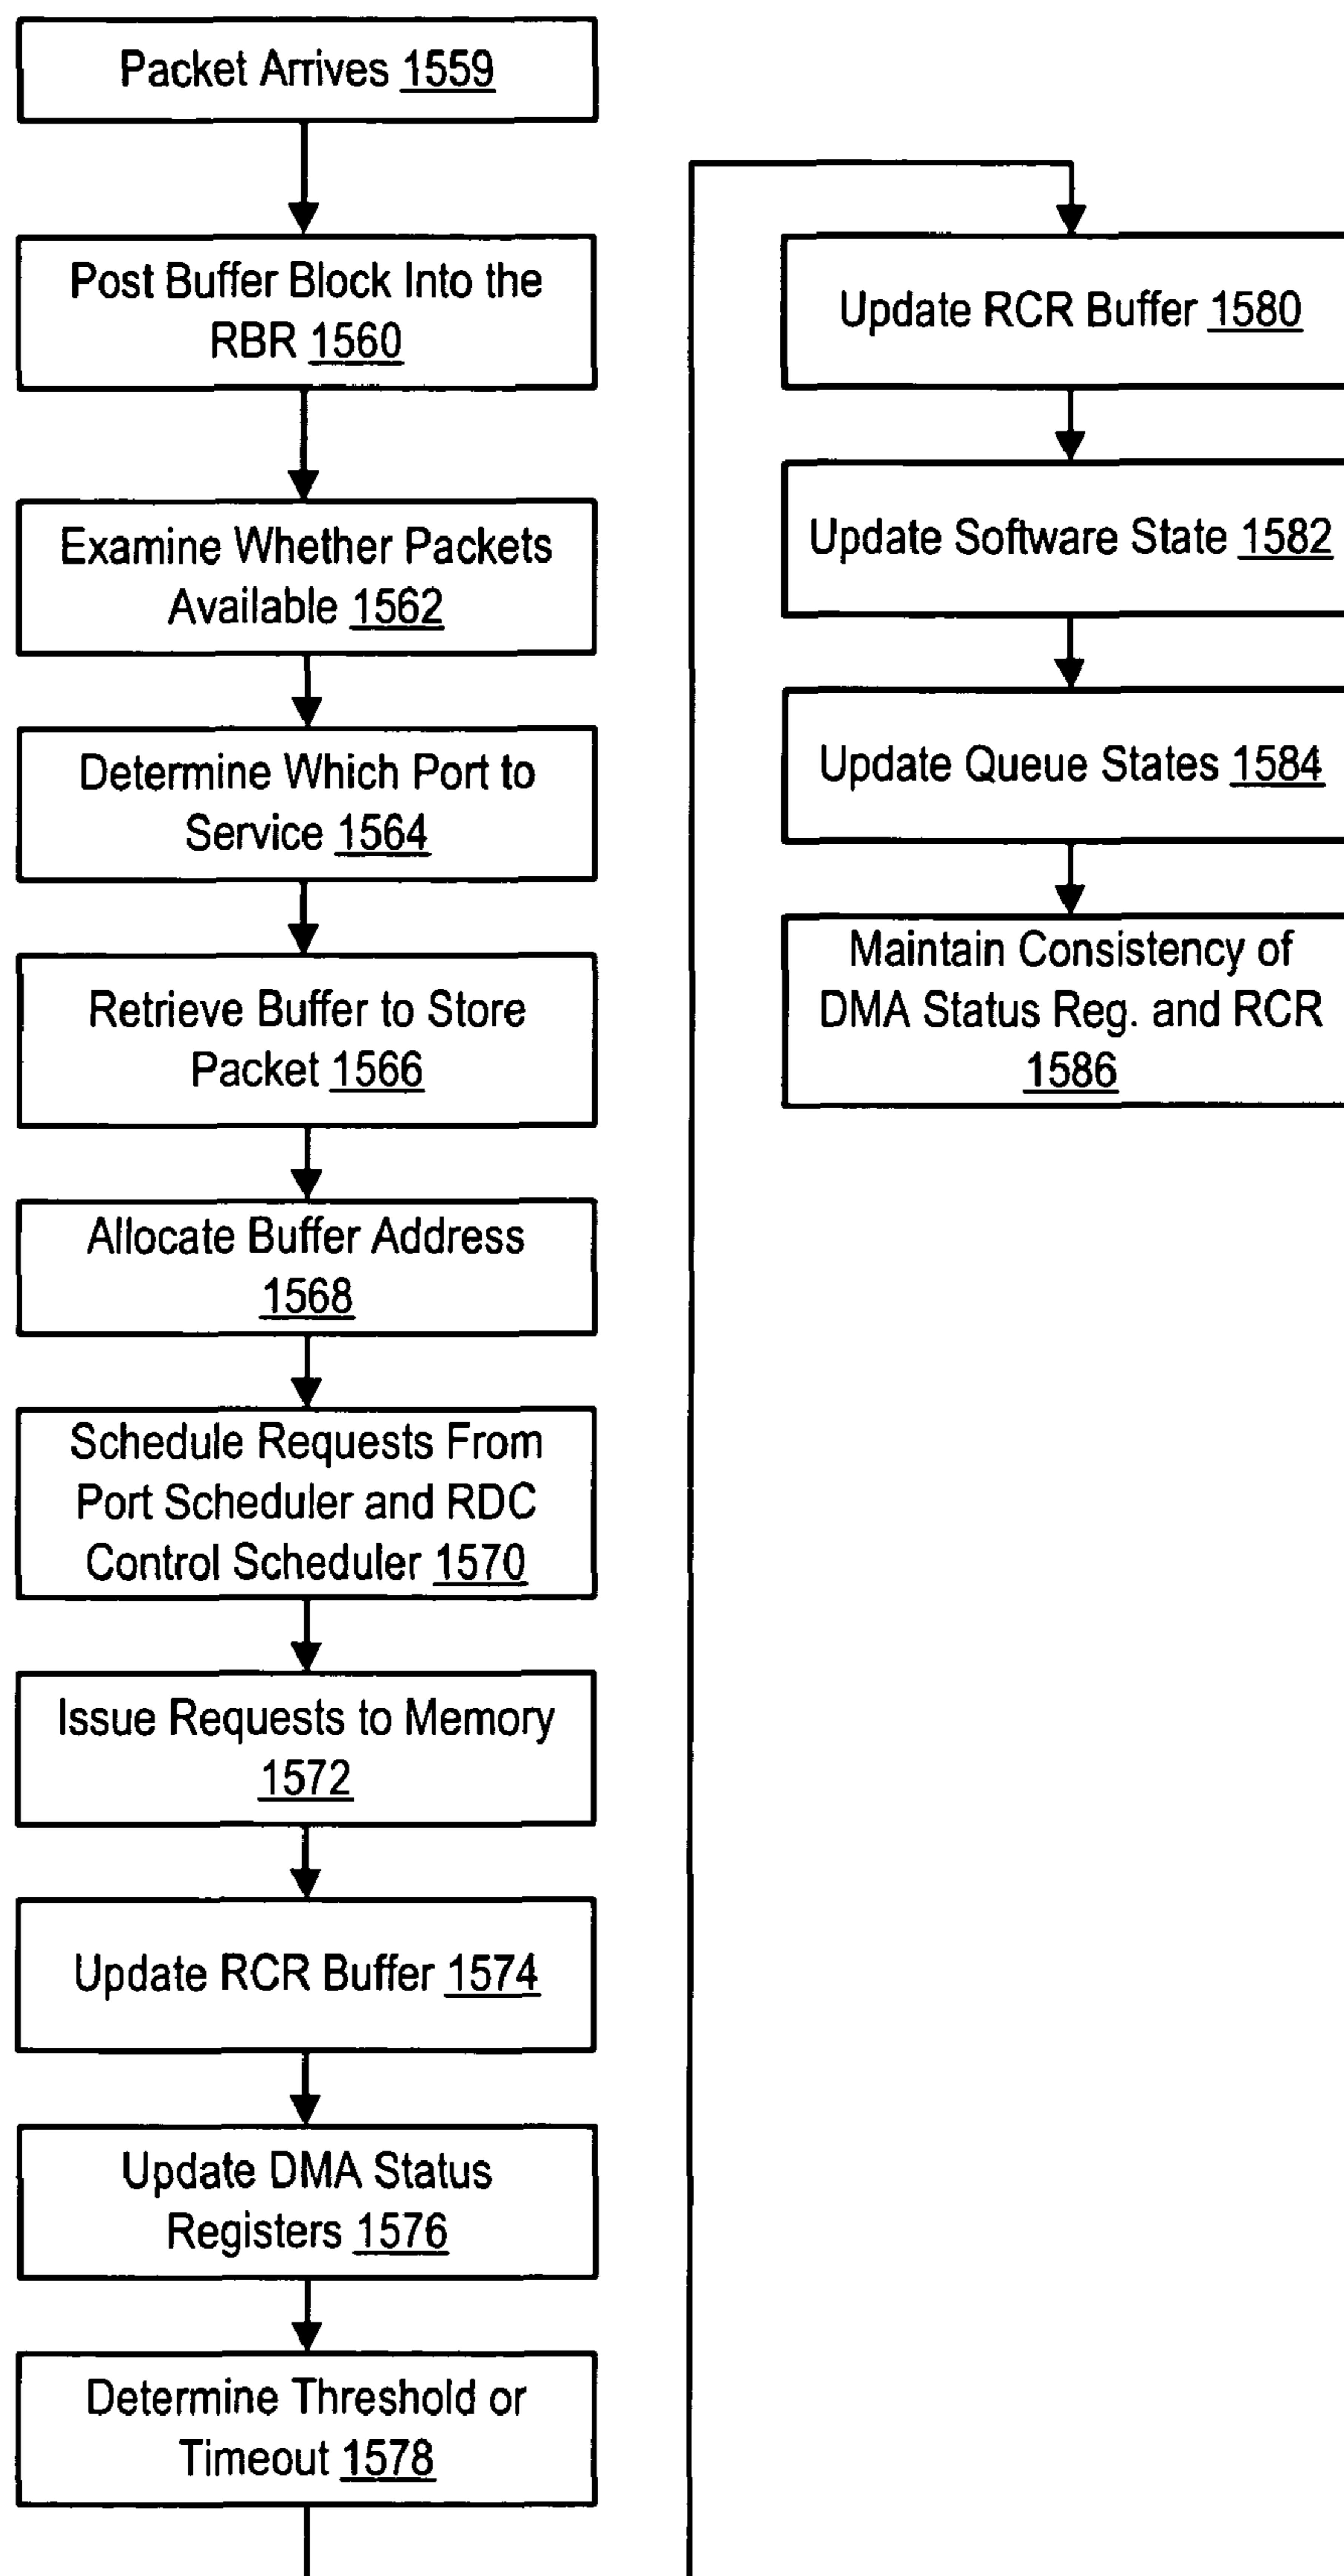 Packet Arrives 1559
Post Buffer Block Into the
RBR 1560
Examine Whether Packets
Available 1562
Determine Which Port to
Service 1564
Retrieve Buffer to Store
Packet 1566
Allocate Buffer Address
1568
Schedule Requests From
Port Scheduler and RDC
Control Scheduler 1570
Issue Requests to Memory
1572
Update RCR Buffer 1574
Update DMA Status
Registers 1576
Determine Threshold or
Timeout 1578
Update RCR Buffer 1580
Update Software State 1582
Update Queue States 1584
Maintain Consistency of
DMA Status Reg. and RCR
1586